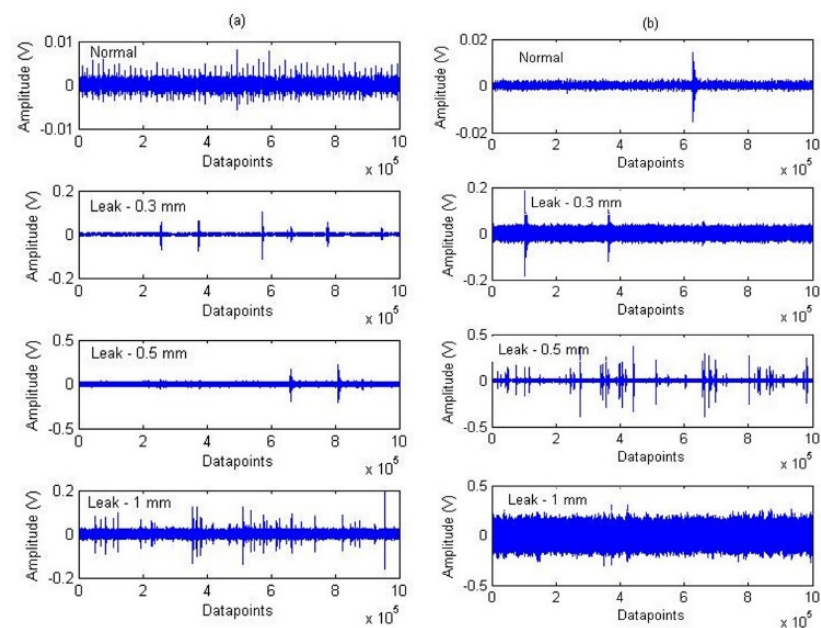 (a)
Normal
Amplitude (V)
0.01
0
-0.01
0 2 4 6 8 10
Datapoints
x 10^5
Leak - 0.3 mm
Amplitude (V)
0.2
0
-0.2
0 2 4 6 8 10
Datapoints
x 10^5
Leak - 0.5 mm
Amplitude (V)
0.5
0
-0.5
0 2 4 6 8 10
Datapoints
x 10^5
Leak - 1 mm
Amplitude (V)
0.2
0
-0.2
0 2 4 6 8 10
Datapoints
x 10^5
(b)
Normal
Amplitude (V)
0.02
0
-0.02
0 2 4 6 8 10
Datapoints
x 10^5
Leak - 0.3 mm
Amplitude (V)
0.2
0
-0.2
0 2 4 6 8 10
Datapoints
x 10^5
Leak - 0.5 mm
Amplitude (V)
0.5
0
-0.5
0 2 4 6 8 10
Datapoints
x 10^5
Leak - 1 mm
Amplitude (V)
0.5
0
-0.5
0 2 4 6 8 10
Datapoints
x 10^5